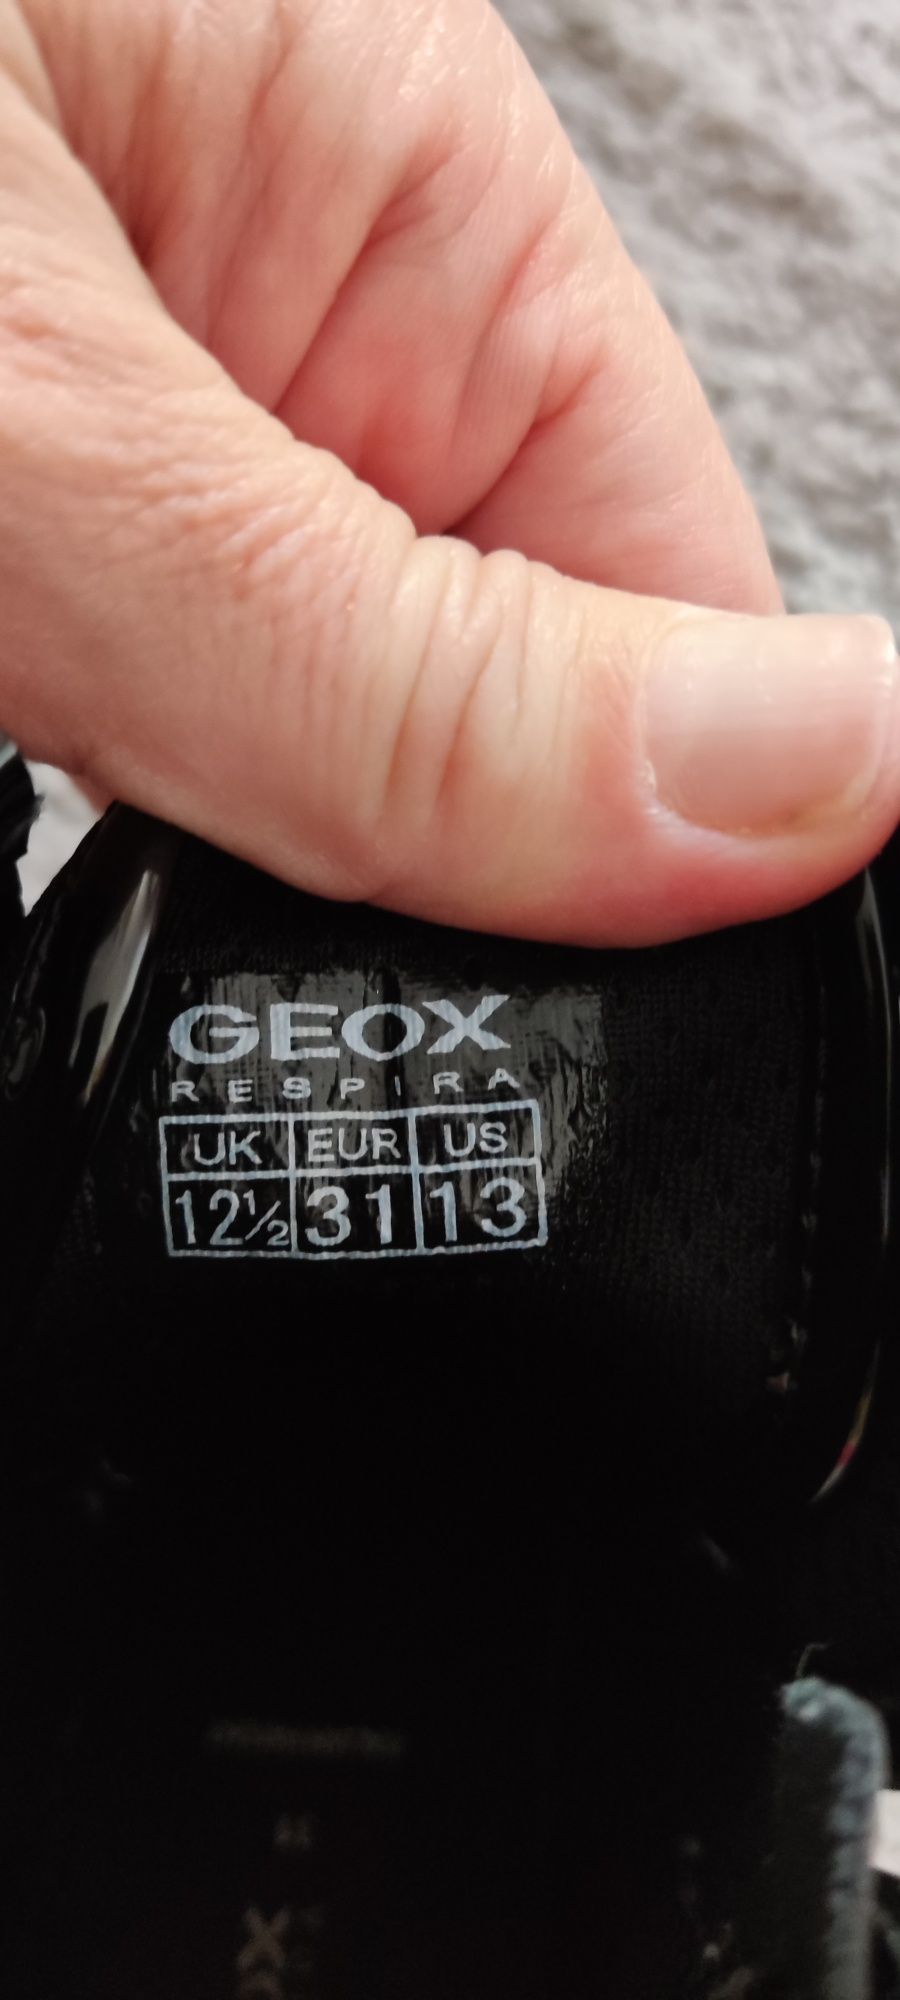 GEOX
RESPIRA
UK EUR US
12½ 31 13